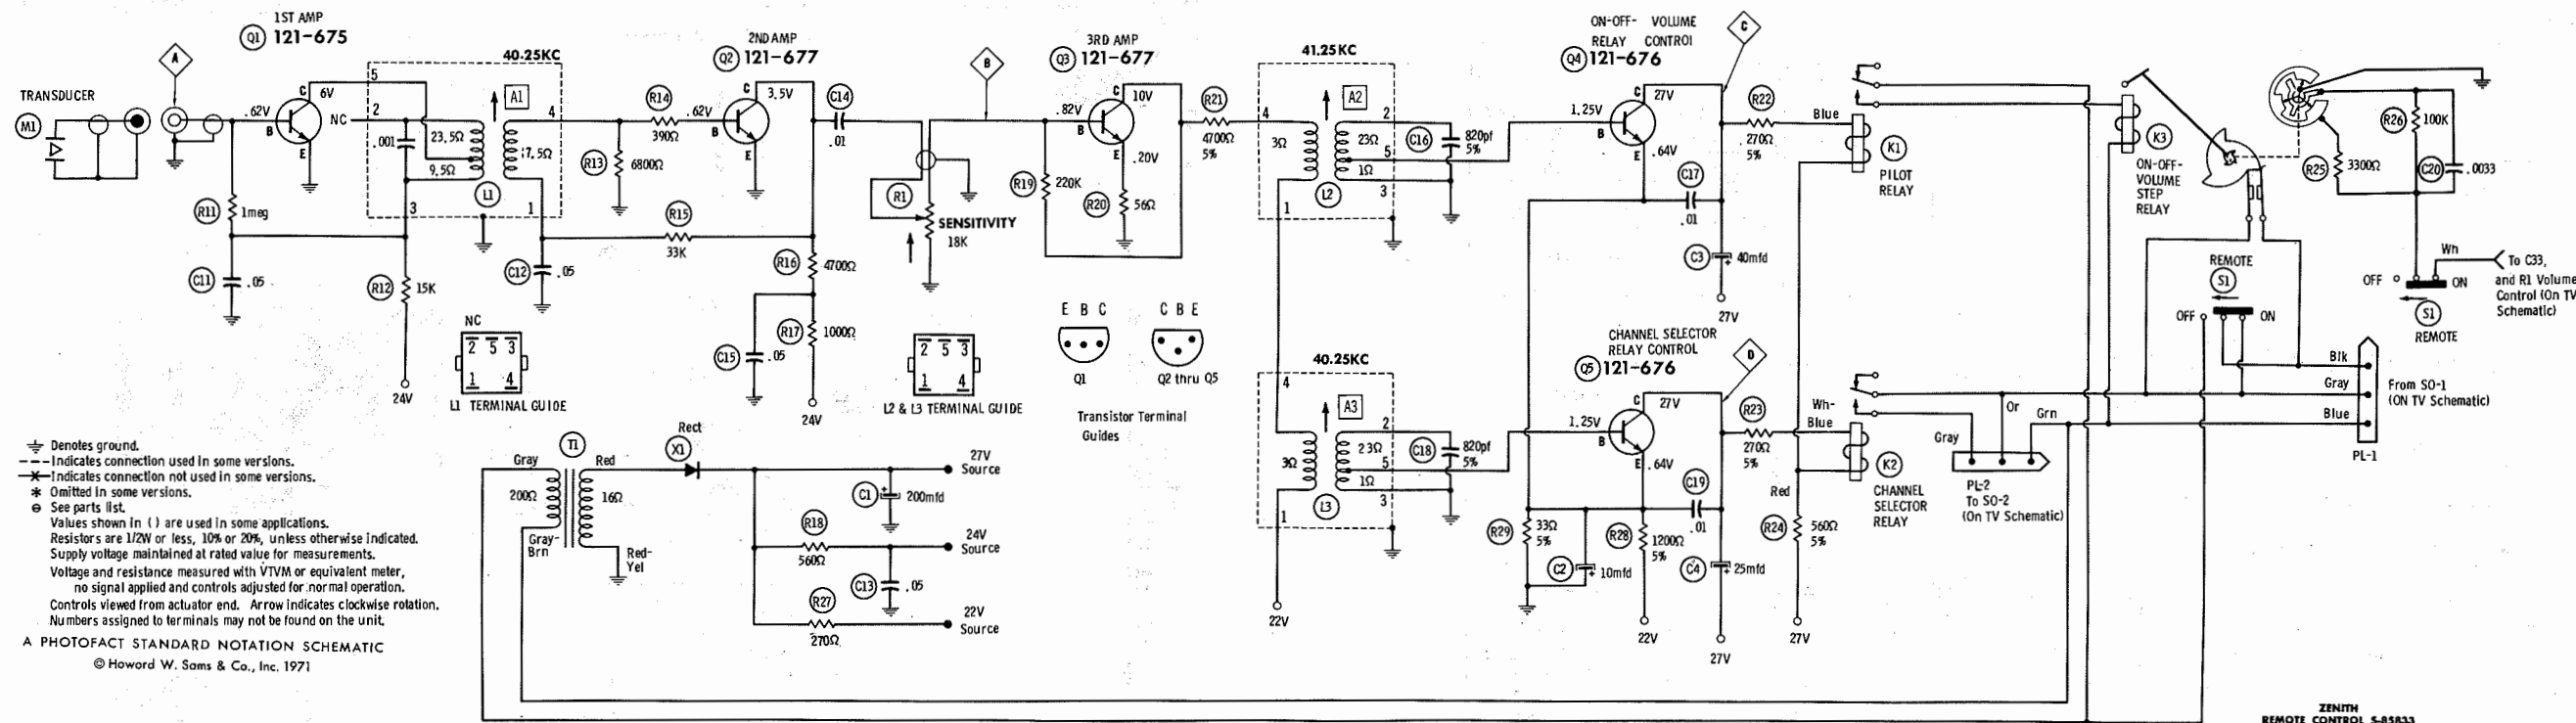 1ST AMP
Q1 121-675
TRANSDUCER
M1
A
.62V
B
C
6V
E
R11
1meg
C11
.05
40.25KC
5
2
NC
A1
4
.001
23.5Ω
9.5Ω
17.5Ω
L1
3
1
R12
15K
24V
C12
.05
R13
6800Ω
R14
390Ω
R15
33K
2ND AMP
Q2 121-677
.62V
B
C
3.5V
E
C14
.01
R16
4700Ω
R17
1000Ω
C15
.05
24V
R1
SENSITIVITY
18K
B
3RD AMP
Q3 121-677
.82V
B
C
10V
E
.20V
R19
220K
R20
56Ω
R21
4700Ω
5%
41.25KC
4
A2
2
3Ω
23Ω
5
1Ω
3
L2
1
C16
820pf
5%
40.25KC
4
A3
2
3Ω
23Ω
5
1Ω
3
L3
1
22V
C18
820pf
5%
ON-OFF- VOLUME
RELAY CONTROL
Q4 121-676
C
1.25V
B
C
27V
E
.64V
C17
.01
C3
40mfd
27V
R22
270Ω
5%
Blue
K1
PILOT
RELAY
CHANNEL SELECTOR
RELAY CONTROL
Q5 121-676
D
1.25V
B
C
27V
E
.64V
C19
.01
R29
33Ω
5%
C2
10mfd
R28
1200Ω
5%
22V
C4
25mfd
27V
R23
270Ω
5%
Wh-
Blue
K2
CHANNEL
SELECTOR
RELAY
Red
R24
560Ω
5%
27V
Gray
Or
Grn
PL-2
To SO-2
(On TV Schematic)
K3
ON-OFF-
VOLUME
STEP
RELAY
R25
3300Ω
R26
100K
C20
.0033
REMOTE
S1
OFF
ON
OFF
ON
S1
REMOTE
Wh
To C33,
and R1 Volume
Control (On TV
Schematic)
Blk
Gray
Blue
From SO-1
(ON TV Schematic)
PL-1
NC
2 5 3
1 4
L1 TERMINAL GUIDE
2 5 3
1 4
L2 & L3 TERMINAL GUIDE
E B C
Q1
C B E
Q2 thru Q5
Transistor Terminal
Guides
T1
Gray
200Ω
Gray-
Brn
Red
16Ω
Red-
Yel
Rect
X1
C1
200mfd
27V
Source
R18
560Ω
C13
.05
24V
Source
R27
270Ω
22V
Source
Denotes ground.
Indicates connection used in some versions.
Indicates connection not used in some versions.
* Omitted in some versions.
⊖ See parts list.
Values shown in ( ) are used in some applications.
Resistors are 1/2W or less, 10% or 20%, unless otherwise indicated.
Supply voltage maintained at rated value for measurements.
Voltage and resistance measured with VTVM or equivalent meter,
no signal applied and controls adjusted for normal operation.
Controls viewed from actuator end. Arrow indicates clockwise rotation.
Numbers assigned to terminals may not be found on the unit.
A PHOTOFACT STANDARD NOTATION SCHEMATIC
© Howard W. Sams & Co., Inc. 1971
ZENITH
REMOTE CONTROL S-85833